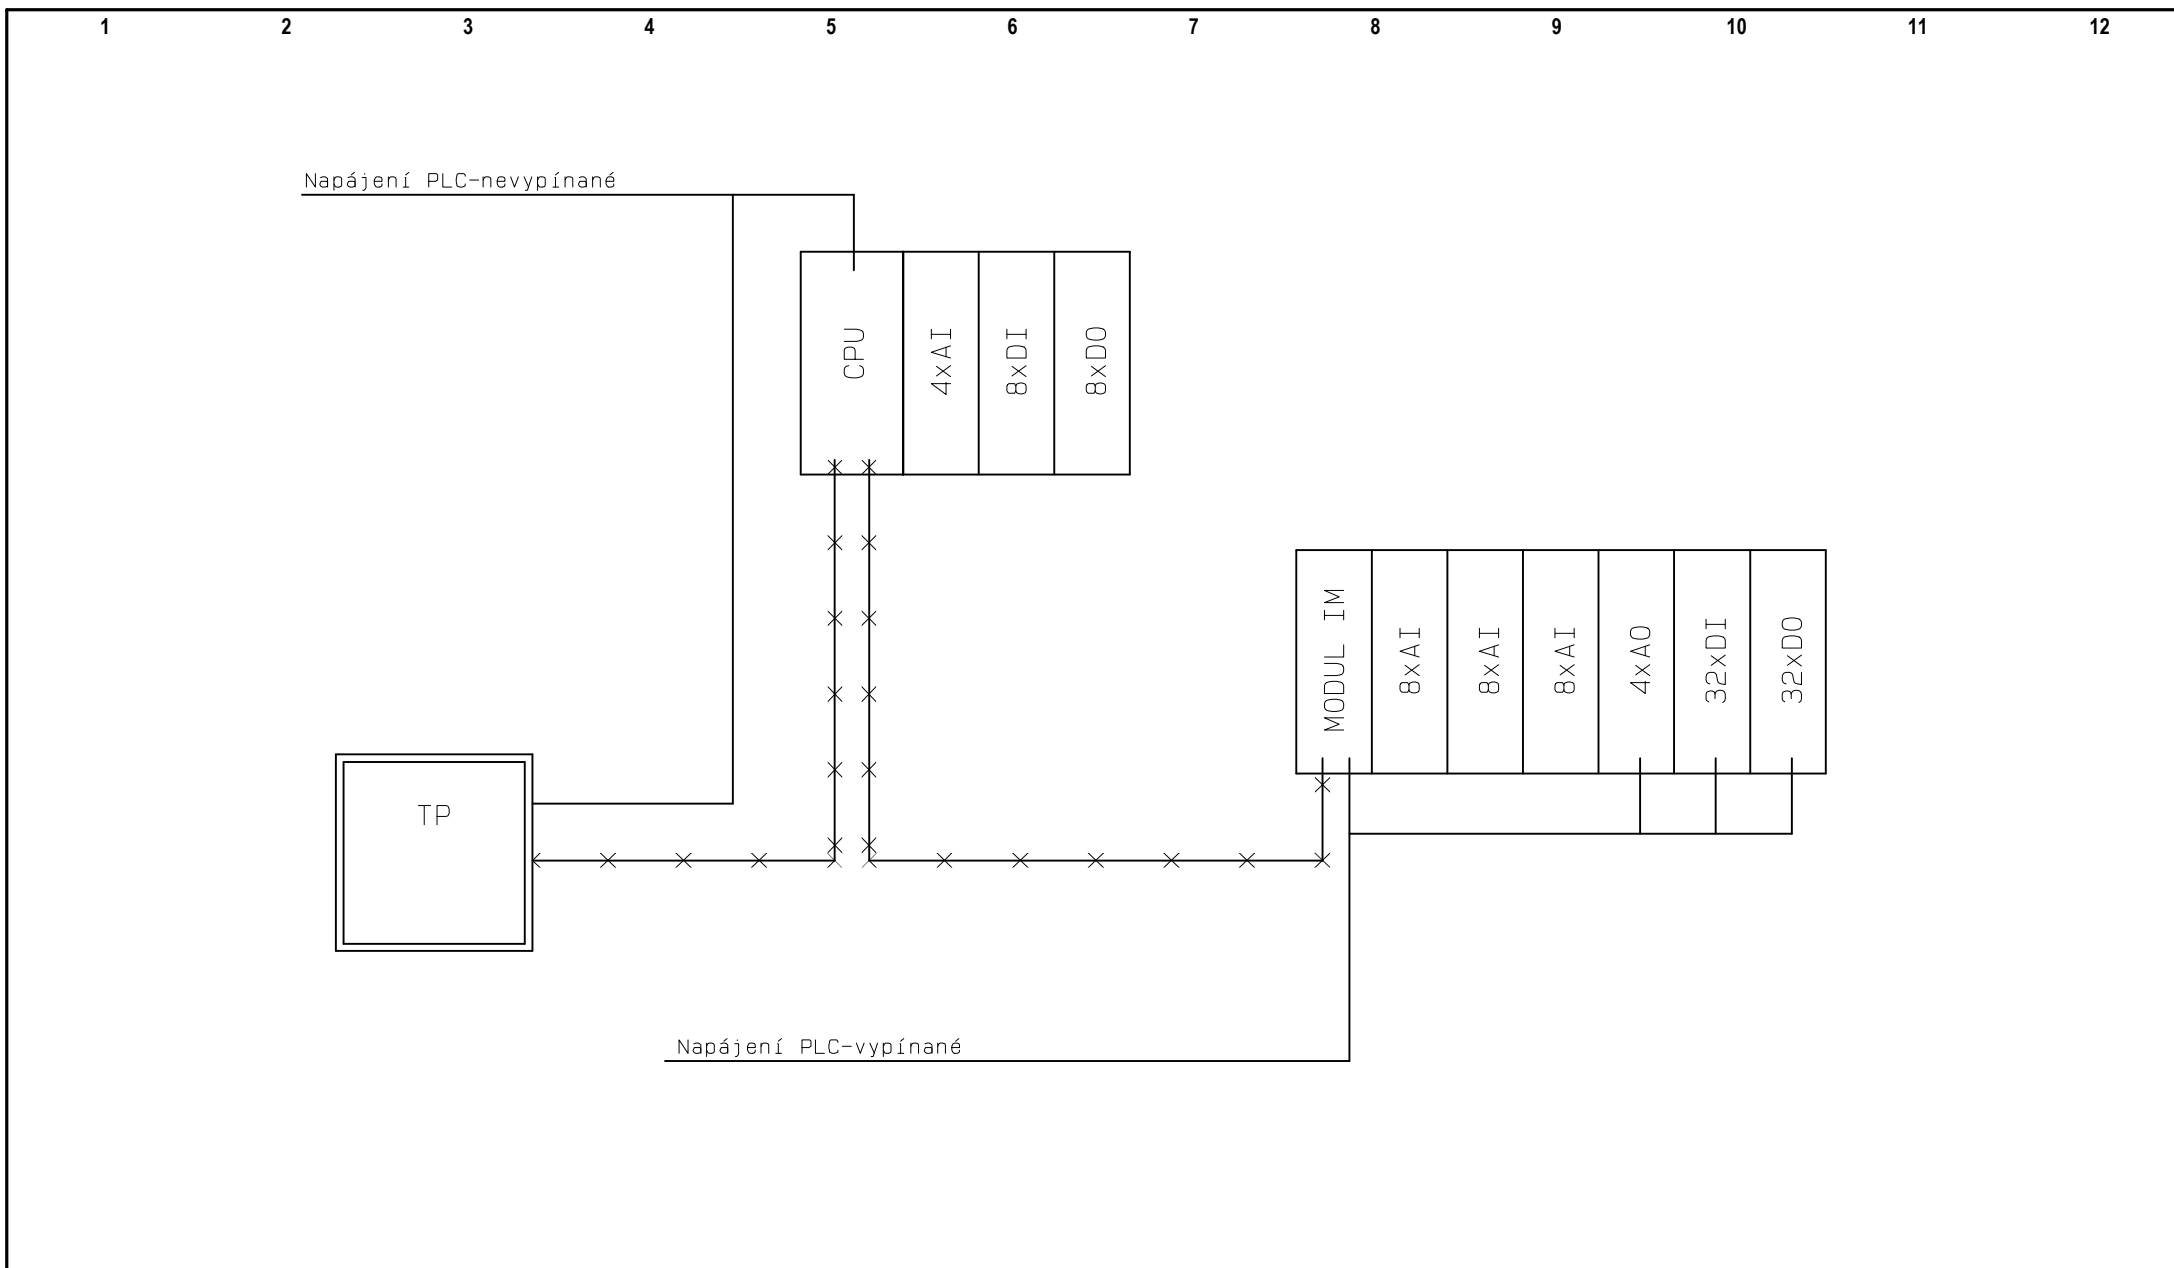 1 2 3 4 5 6 7 8 9 10 11 12
Napájení PLC-nevypínané
CPU
4xAI
8xDI
8xDO
MODUL IM
8xAI
8xAI
8xAI
4xAO
32xDI
32xDO
TP
Napájení PLC-vypínané